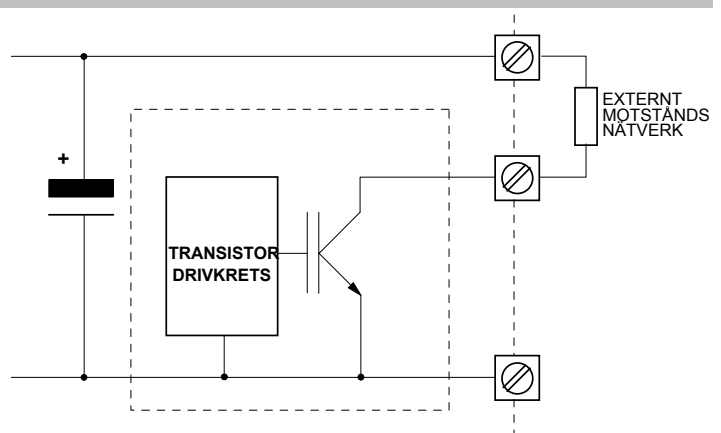 EXTERNT
MOTSTÅNDS
NÄTVERK
+
TRANSISTOR
DRIVKRETS